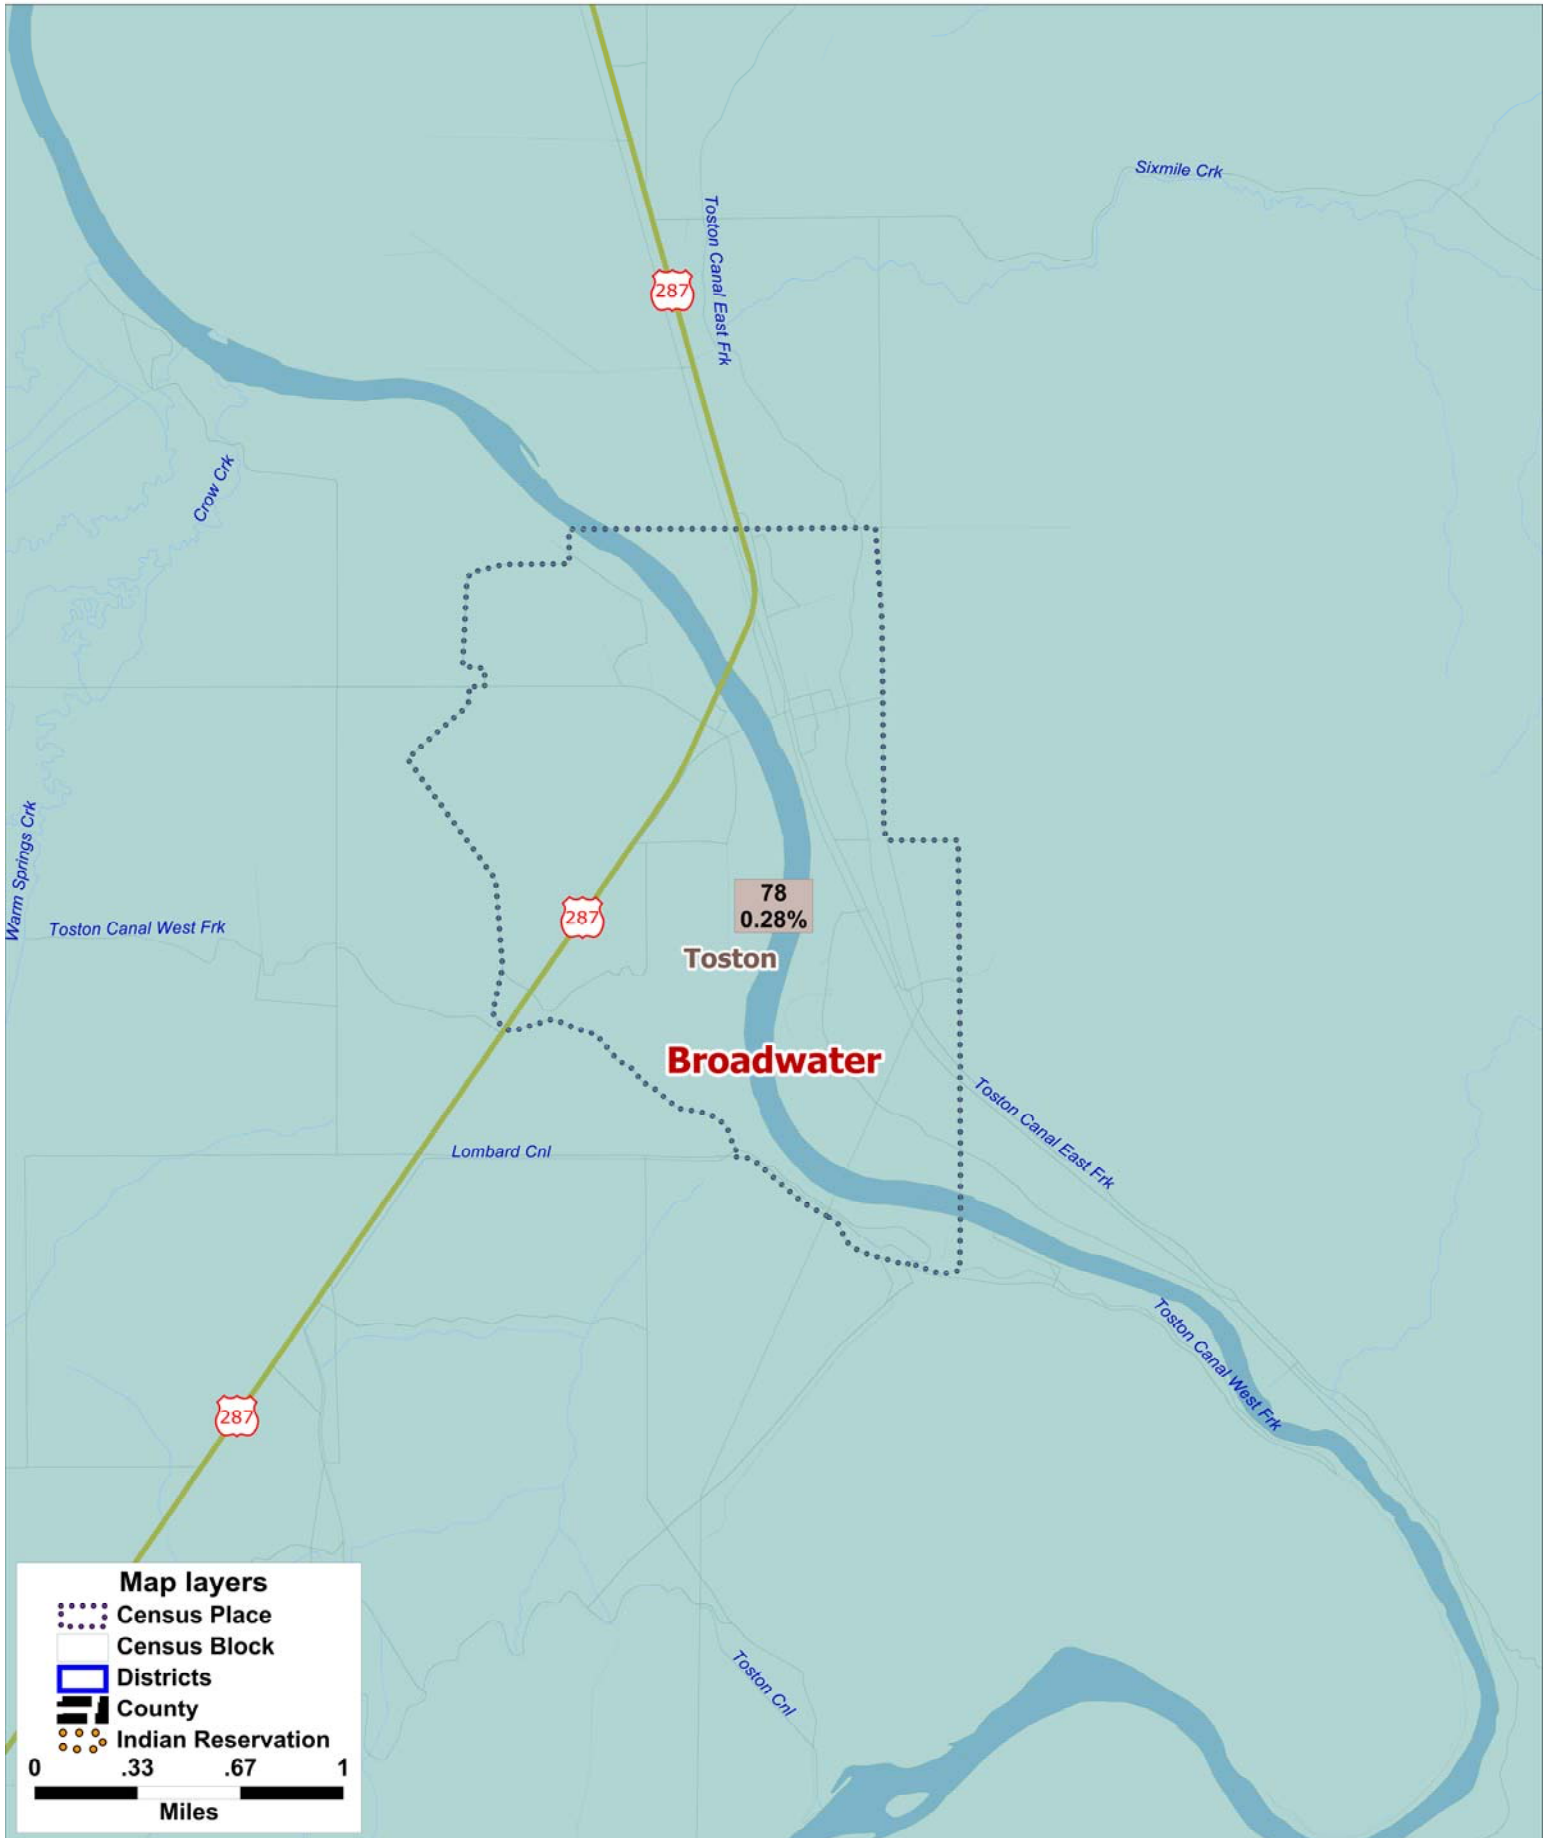 Sixmile Crk
Toston Canal East Frk
287
Crow Crk
Warm Springs Crk
Toston Canal West Frk
287
78
0.28%
Toston
Broadwater
Toston Canal East Frk
Lombard Cnl
Toston Canal West Frk
287
Toston Cnl
Map layers
Census Place
Census Block
Districts
County
Indian Reservation
0 .33 .67 1
Miles